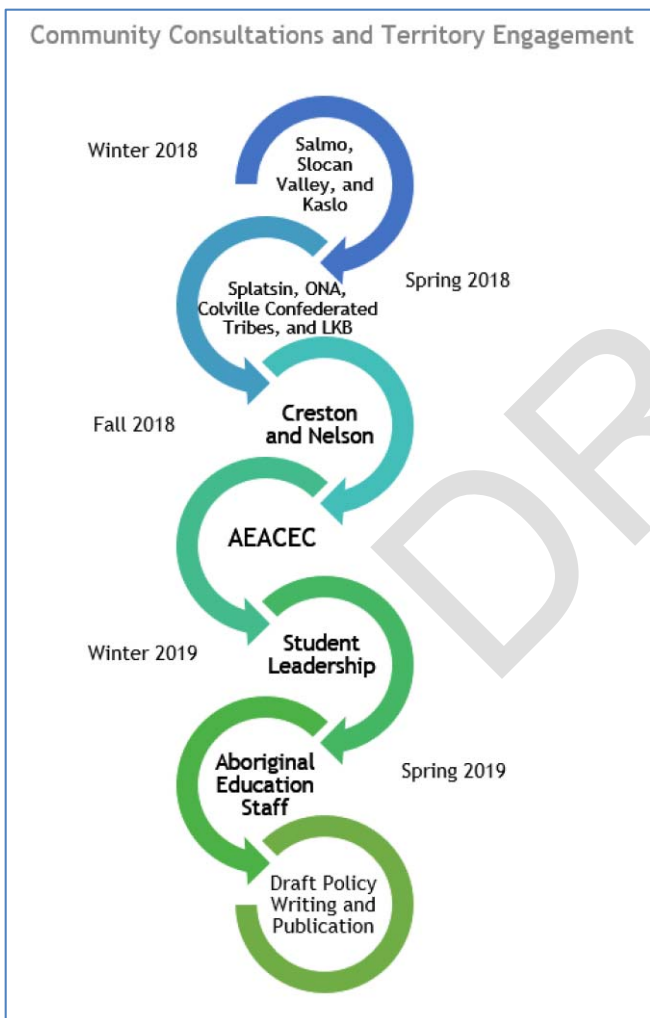 Community Consultations and Territory Engagement
Winter 2018
Salmo,
Slocan
Valley, and
Kaslo
Spring 2018
Splatsin, ONA,
Colville Confederated
Tribes, and LKB
Fall 2018
Creston
and Nelson
AEACEC
Winter 2019
Student
Leadership
Aboriginal
Education
Staff
Spring 2019
Draft Policy
Writing and
Publication
DR